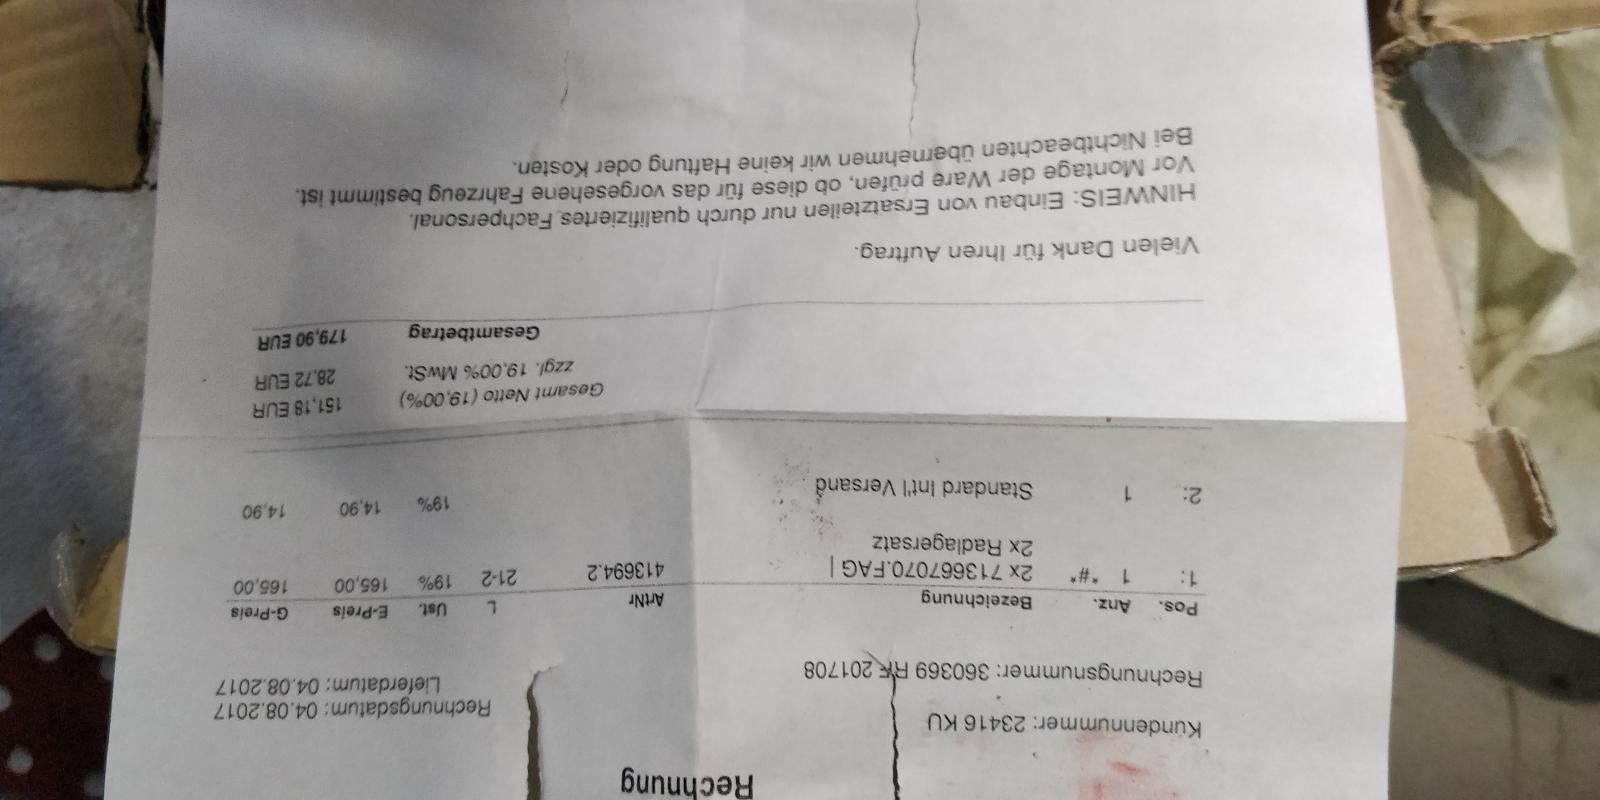 Rechnung
Kundennummer: 23416 KU
Rechnungsdatum: 04.08.2017
Rechnungsnummer: 360369 RF 201708
Lieferdatum: 04.08.2017
Pos. Anz. Bezeichnung ArtNr L Ust. E-Preis G-Preis
1: 1 *#* 2x 713667070.FAG | 413694.2 21-2 19% 165,00 165,00
2x Radlagersatz
2: 1 Standard Int'l Versand 19% 14,90 14,90
Gesamt Netto (19,00%) 151,18 EUR
zzgl. 19,00% MwSt. 28,72 EUR
Gesamtbetrag 179,90 EUR
Vielen Dank für Ihren Auftrag.
HINWEIS: Einbau von Ersatzteilen nur durch qualifiziertes Fachpersonal.
Vor Montage der Ware prüfen, ob diese für das vorgesehene Fahrzeug bestimmt ist.
Bei Nichtbeachten übernehmen wir keine Haftung oder Kosten.